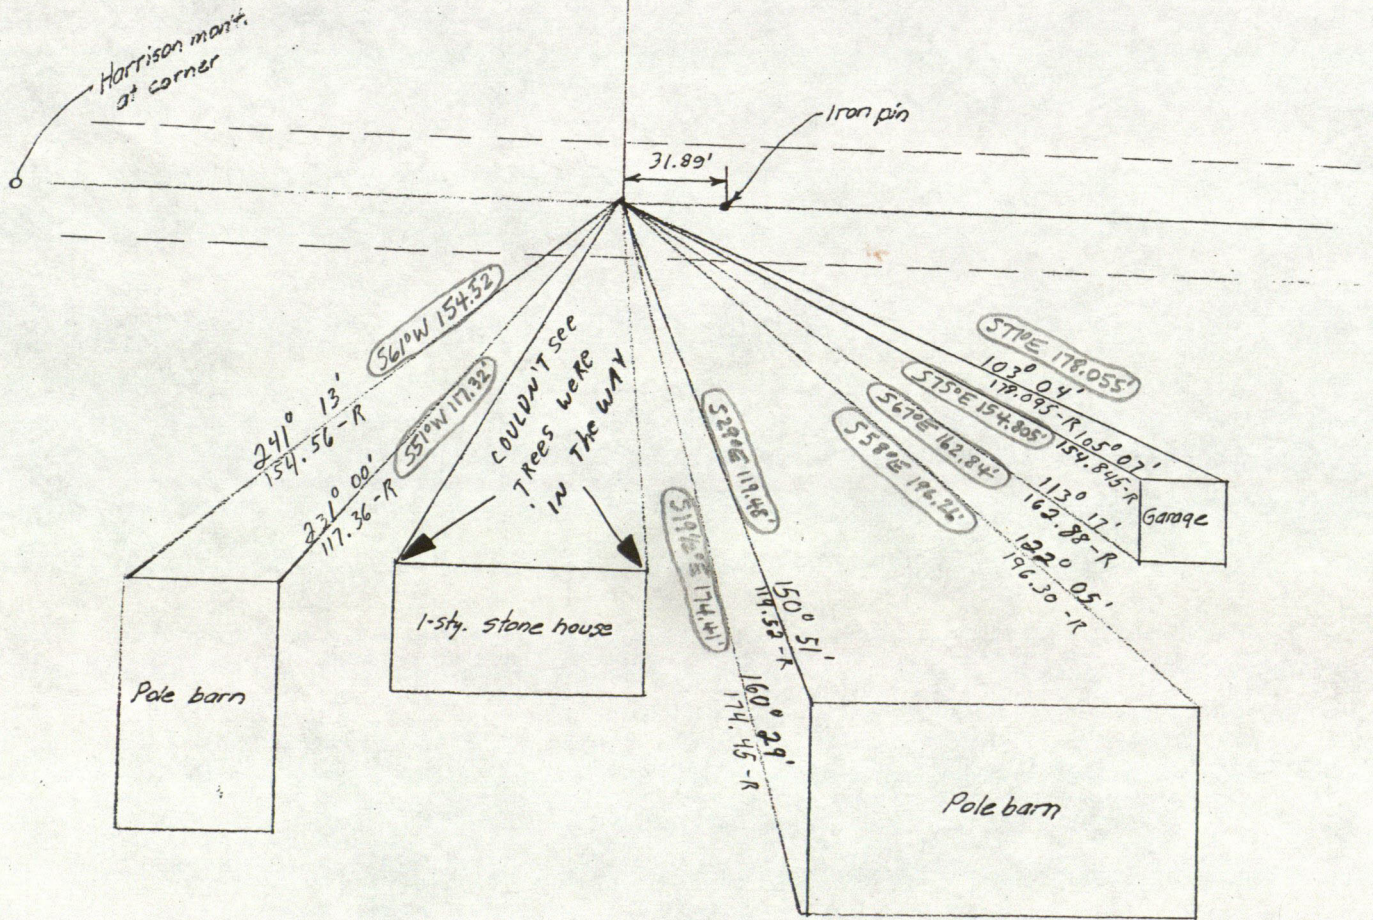 Harrison mon't.
at corner
Iron pin
31.89'
S61°W 154.52'
241° 13'
154.56-R
S51°W 117.32'
231° 00'
117.36-R
COULDN'T see
TRees weRe
IN The WAY
S29°E 119.48'
150° 51'
119.52-R
S19½°E 174.41'
160° 29'
174.45-R
S77°E 178.055'
103° 04'
178.095-R
S75°E 154.805'
105° 07'
154.845-R
S67°E 162.84'
113° 17'
162.88-R
S58°E 196.26'
122° 05'
196.30-R
Garage
1-sty. stone house
Pole barn
Pole barn